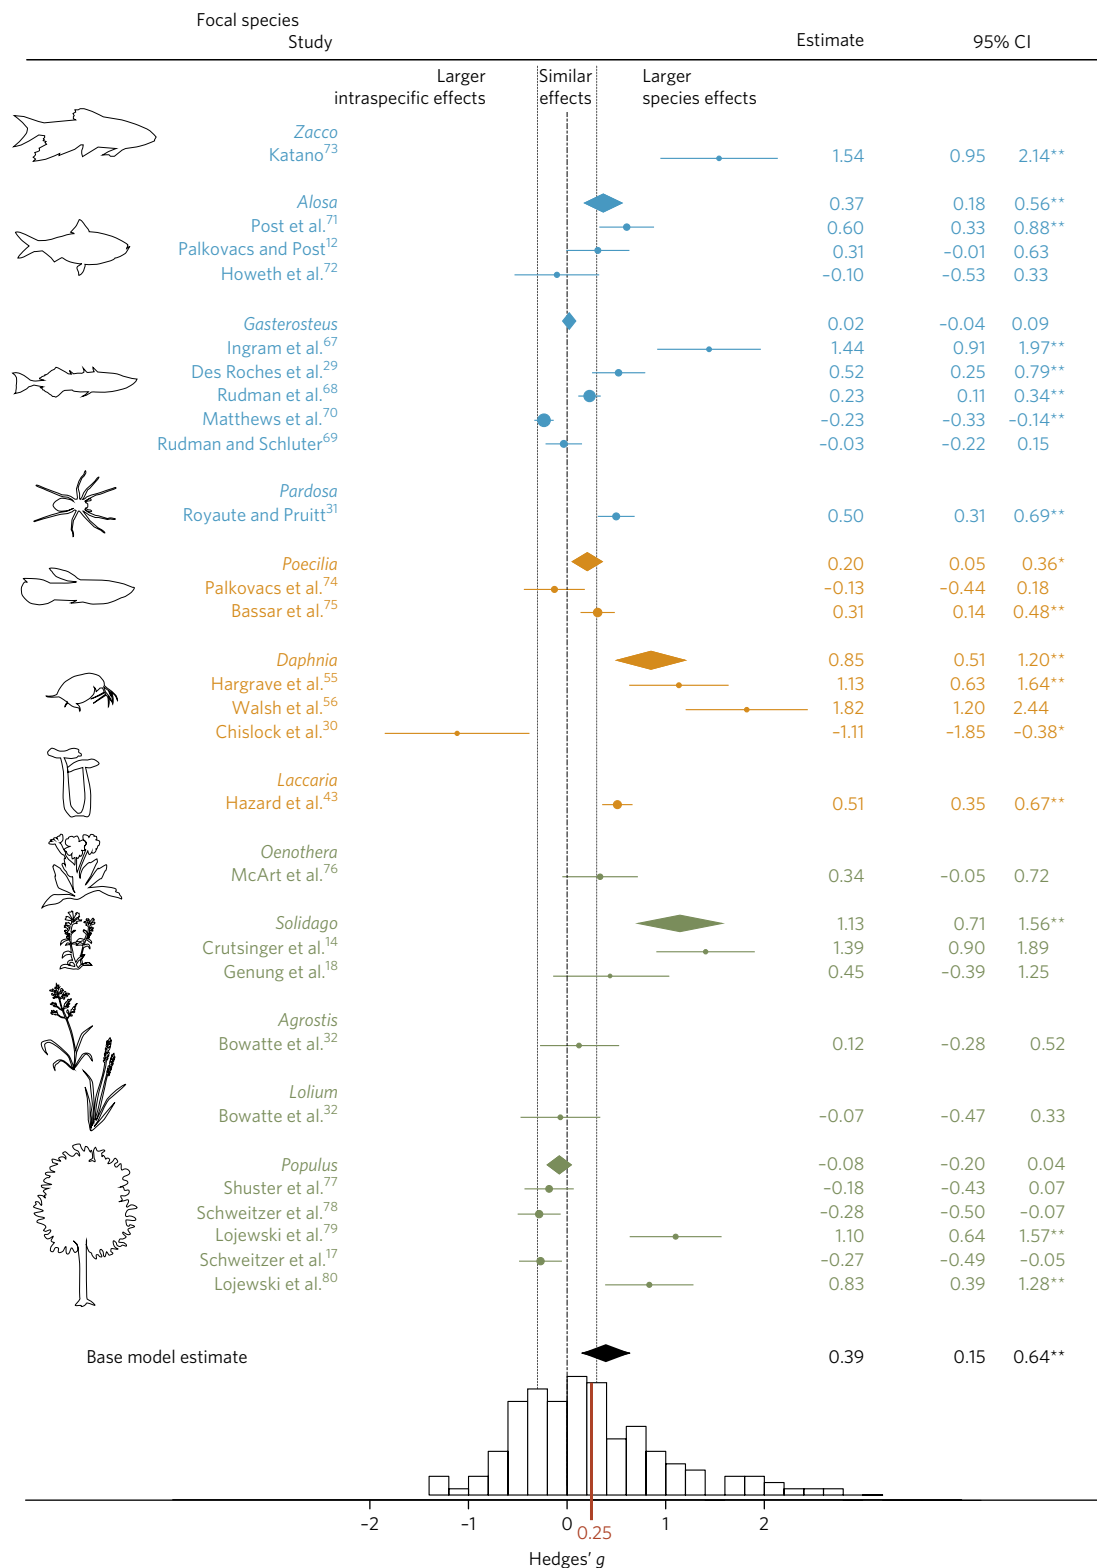 Focal species
Study Estimate 95% CI
Larger intraspecific effects Similar effects Larger species effects
Zacco
Katano73 1.54 0.95 2.14**
Alosa 0.37 0.18 0.56**
Post et al.71 0.60 0.33 0.88**
Palkovacs and Post12 0.31 −0.01 0.63
Howeth et al.72 −0.10 −0.53 0.33
Gasterosteus 0.02 −0.04 0.09
Ingram et al.67 1.44 0.91 1.97**
Des Roches et al.29 0.52 0.25 0.79**
Rudman et al.68 0.23 0.11 0.34**
Matthews et al.70 −0.23 −0.33 −0.14**
Rudman and Schluter69 −0.03 −0.22 0.15
Pardosa
Royaute and Pruitt31 0.50 0.31 0.69**
Poecilia 0.20 0.05 0.36*
Palkovacs et al.74 −0.13 −0.44 0.18
Bassar et al.75 0.31 0.14 0.48**
Daphnia 0.85 0.51 1.20**
Hargrave et al.55 1.13 0.63 1.64**
Walsh et al.56 1.82 1.20 2.44
Chislock et al.30 −1.11 −1.85 −0.38*
Laccaria
Hazard et al.43 0.51 0.35 0.67**
Oenothera
McArt et al.76 0.34 −0.05 0.72
Solidago 1.13 0.71 1.56**
Crutsinger et al.14 1.39 0.90 1.89
Genung et al.18 0.45 −0.39 1.25
Agrostis
Bowatte et al.32 0.12 −0.28 0.52
Lolium
Bowatte et al.32 −0.07 −0.47 0.33
Populus −0.08 −0.20 0.04
Shuster et al.77 −0.18 −0.43 0.07
Schweitzer et al.78 −0.28 −0.50 −0.07
Lojewski et al.79 1.10 0.64 1.57**
Schweitzer et al.17 −0.27 −0.49 −0.05
Lojewski et al.80 0.83 0.39 1.28**
Base model estimate 0.39 0.15 0.64**
−2 −1 0 1 2
0.25
Hedges' g